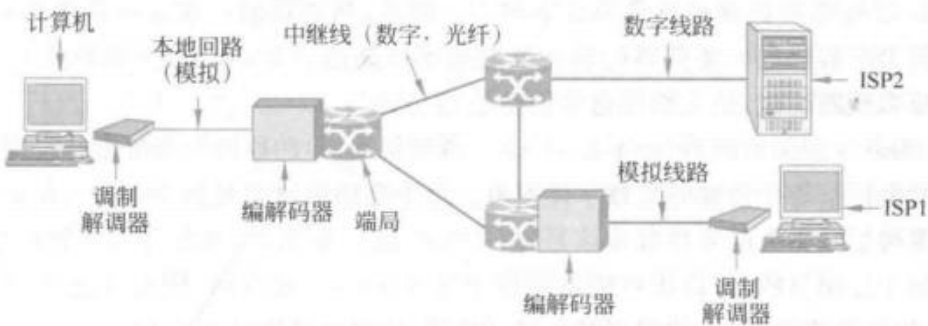 计算机
本地回路
（模拟）
中继线（数字，光纤）
数字线路
ISP2
调制
解调器
编解码器
端局
模拟线路
ISP1
编解码器
调制
解调器